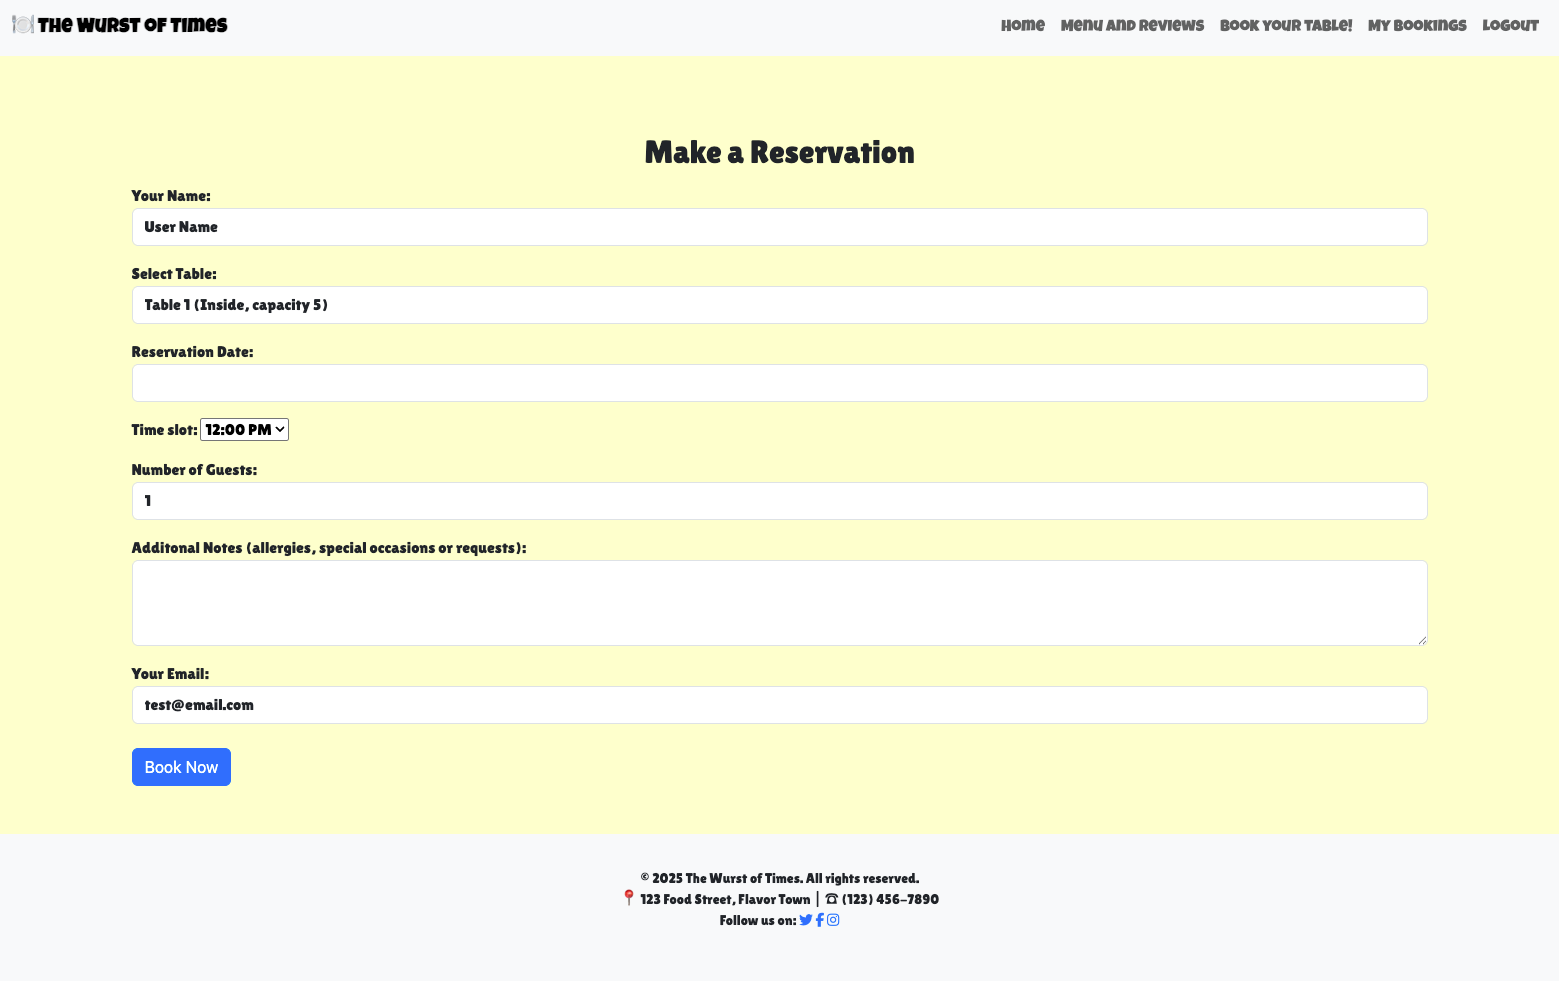 🍽️ The Wurst of Times
Home Menu and Reviews Book Your Table! My Bookings Logout
Make a Reservation
Your Name:
User Name
Select Table:
Table 1 (Inside, capacity 5)
Reservation Date:
Time slot: 12:00 PM
Number of Guests:
1
Additonal Notes (allergies, special occasions or requests):
Your Email:
test@email.com
Book Now
© 2025 The Wurst of Times. All rights reserved.
📍 123 Food Street, Flavor Town | ☎ (123) 456-7890
Follow us on: